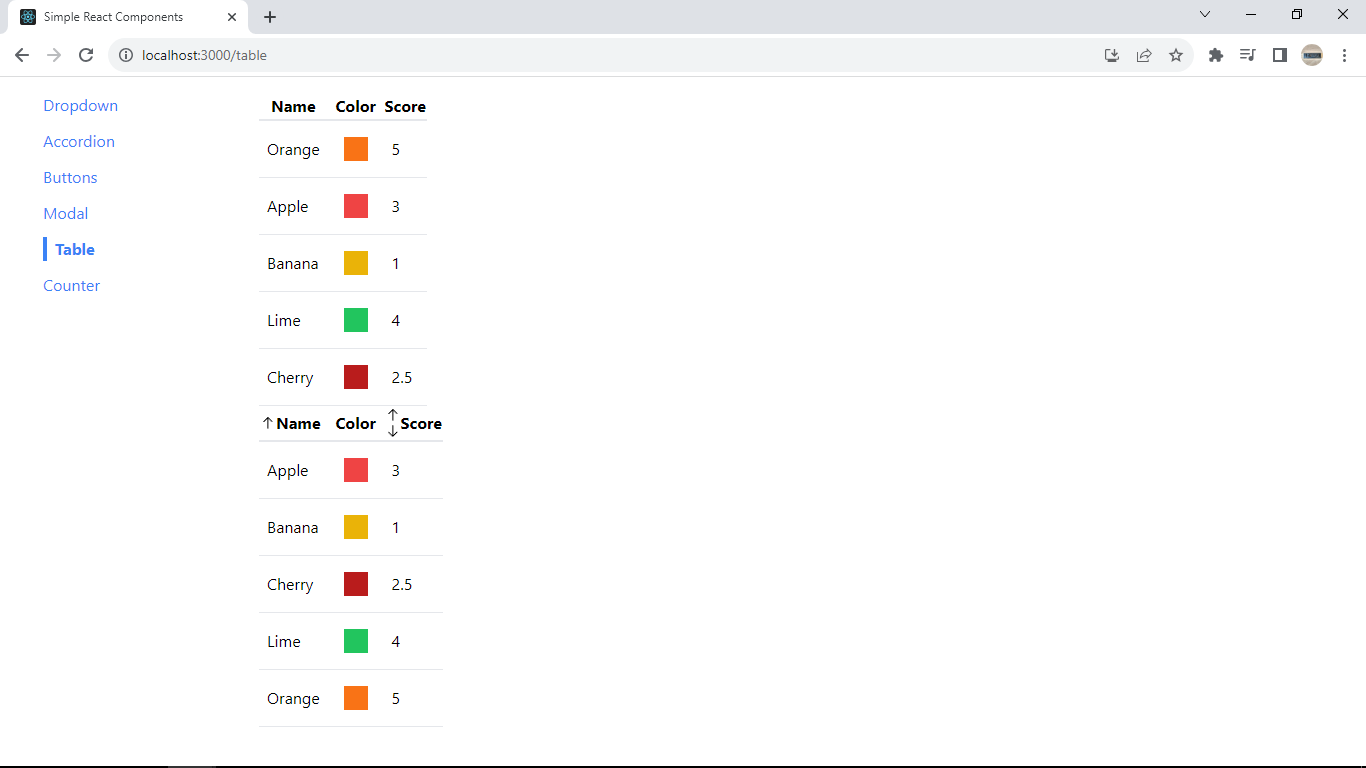 Simple React Components
localhost:3000/table
Dropdown
Accordion
Buttons
Modal
Table
Counter
Name Color Score
Orange 5
Apple 3
Banana 1
Lime 4
Cherry 2.5
↑ Name Color ↑↓ Score
Apple 3
Banana 1
Cherry 2.5
Lime 4
Orange 5